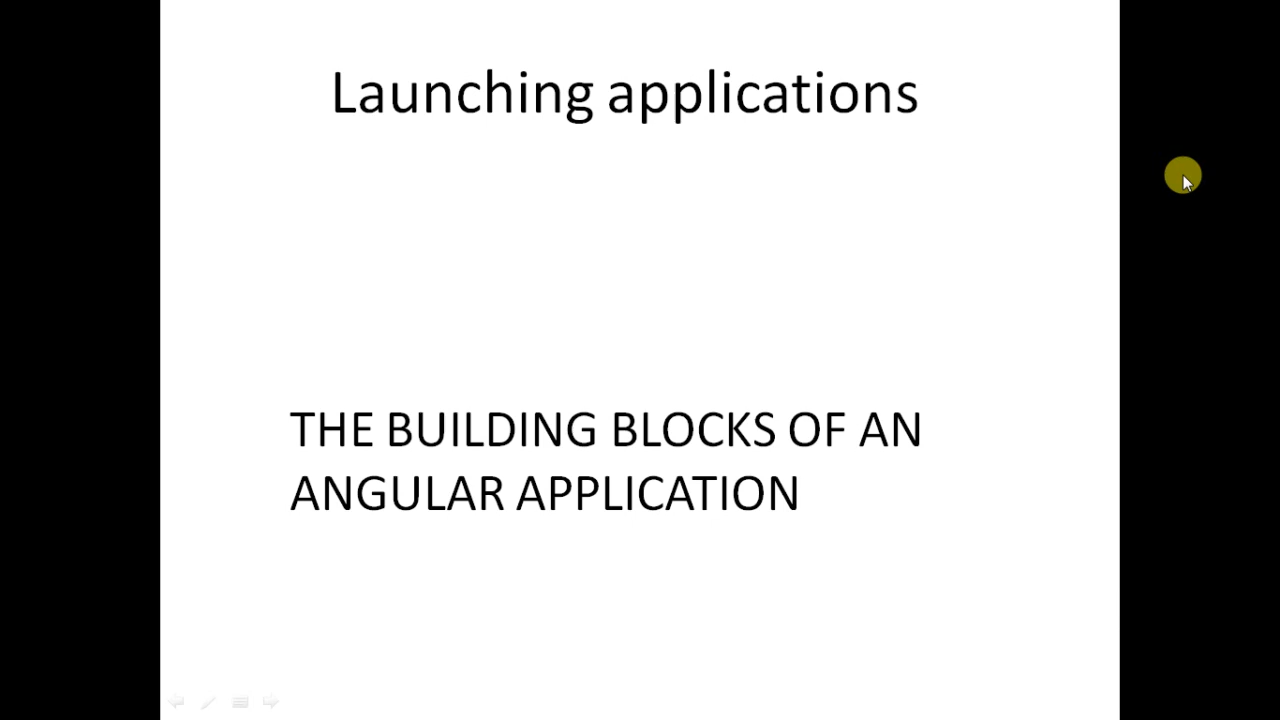 Launching applications
THE BUILDING BLOCKS OF AN
ANGULAR APPLICATION